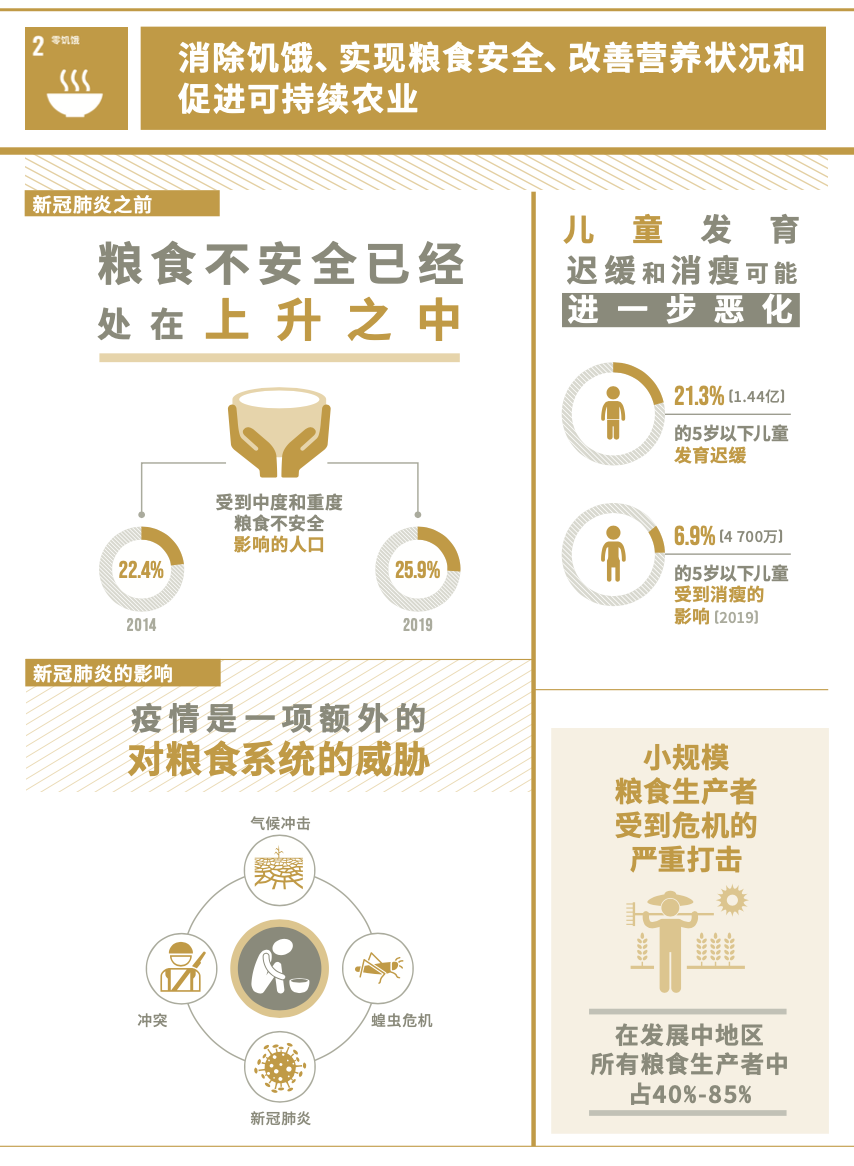 2 零饥饿
消除饥饿、实现粮食安全、改善营养状况和
促进可持续农业
新冠肺炎之前
粮食不安全已经
处在上升之中
受到中度和重度
粮食不安全
影响的人口
22.4%
25.9%
2014
2019
儿童发育
迟缓和消瘦可能
进一步恶化
21.3% (1.44亿)
的5岁以下儿童
发育迟缓
6.9% (4 700万)
的5岁以下儿童
受到消瘦的
影响 (2019)
新冠肺炎的影响
疫情是一项额外的
对粮食系统的威胁
气候冲击
冲突
蝗虫危机
新冠肺炎
小规模
粮食生产者
受到危机的
严重打击
在发展中地区
所有粮食生产者中
占40%-85%